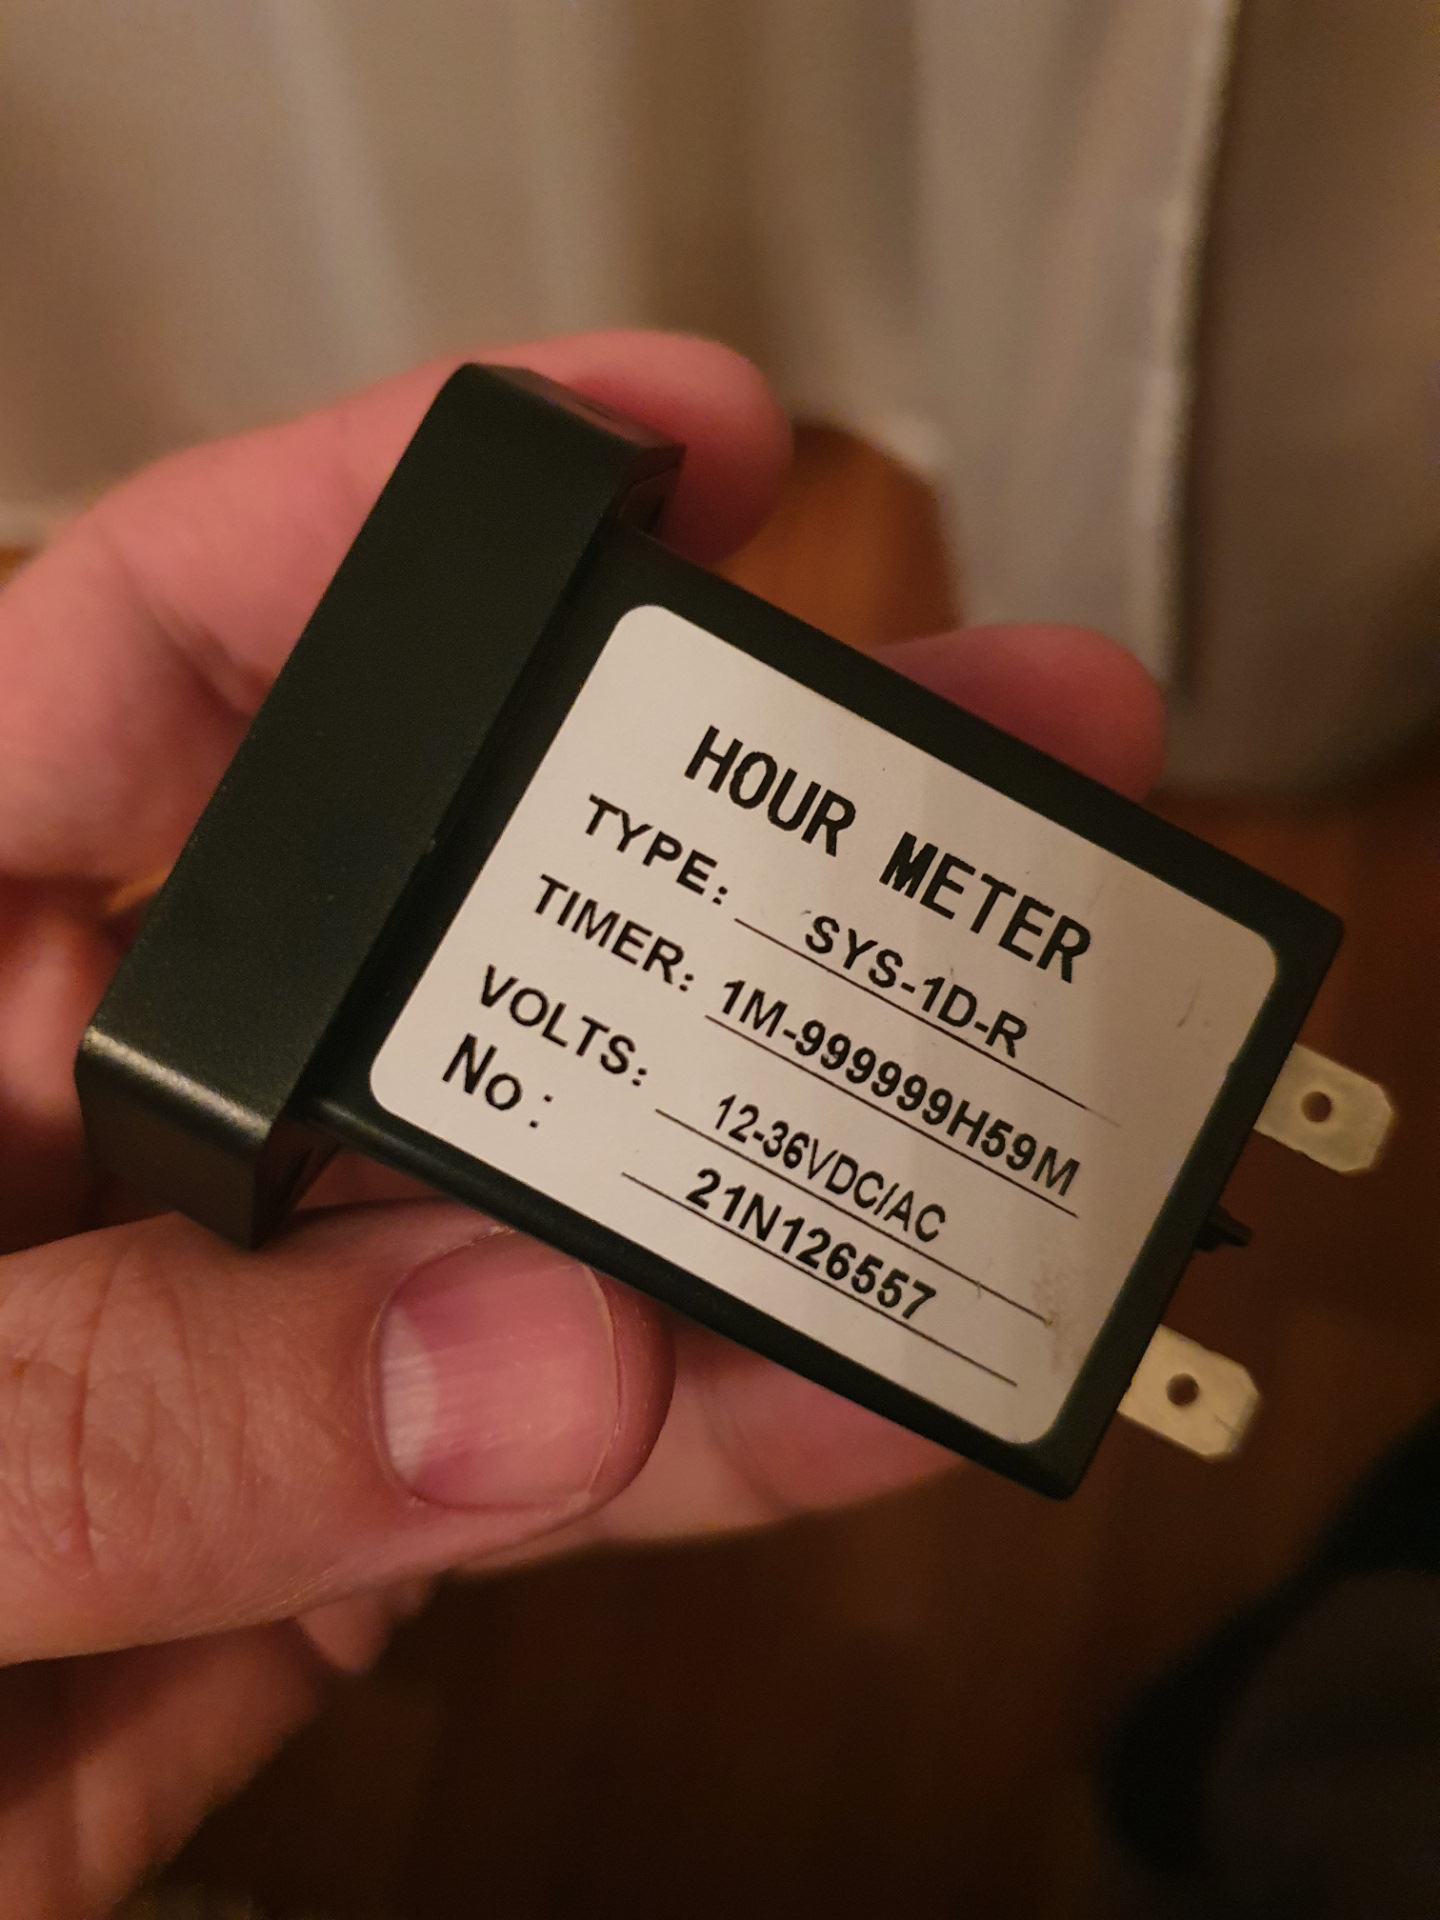 HOUR METER
TYPE: SYS-1D-R
TIMER: 1M-999999H59M
VOLTS: 12-36VDC/AC
No: 21N126557